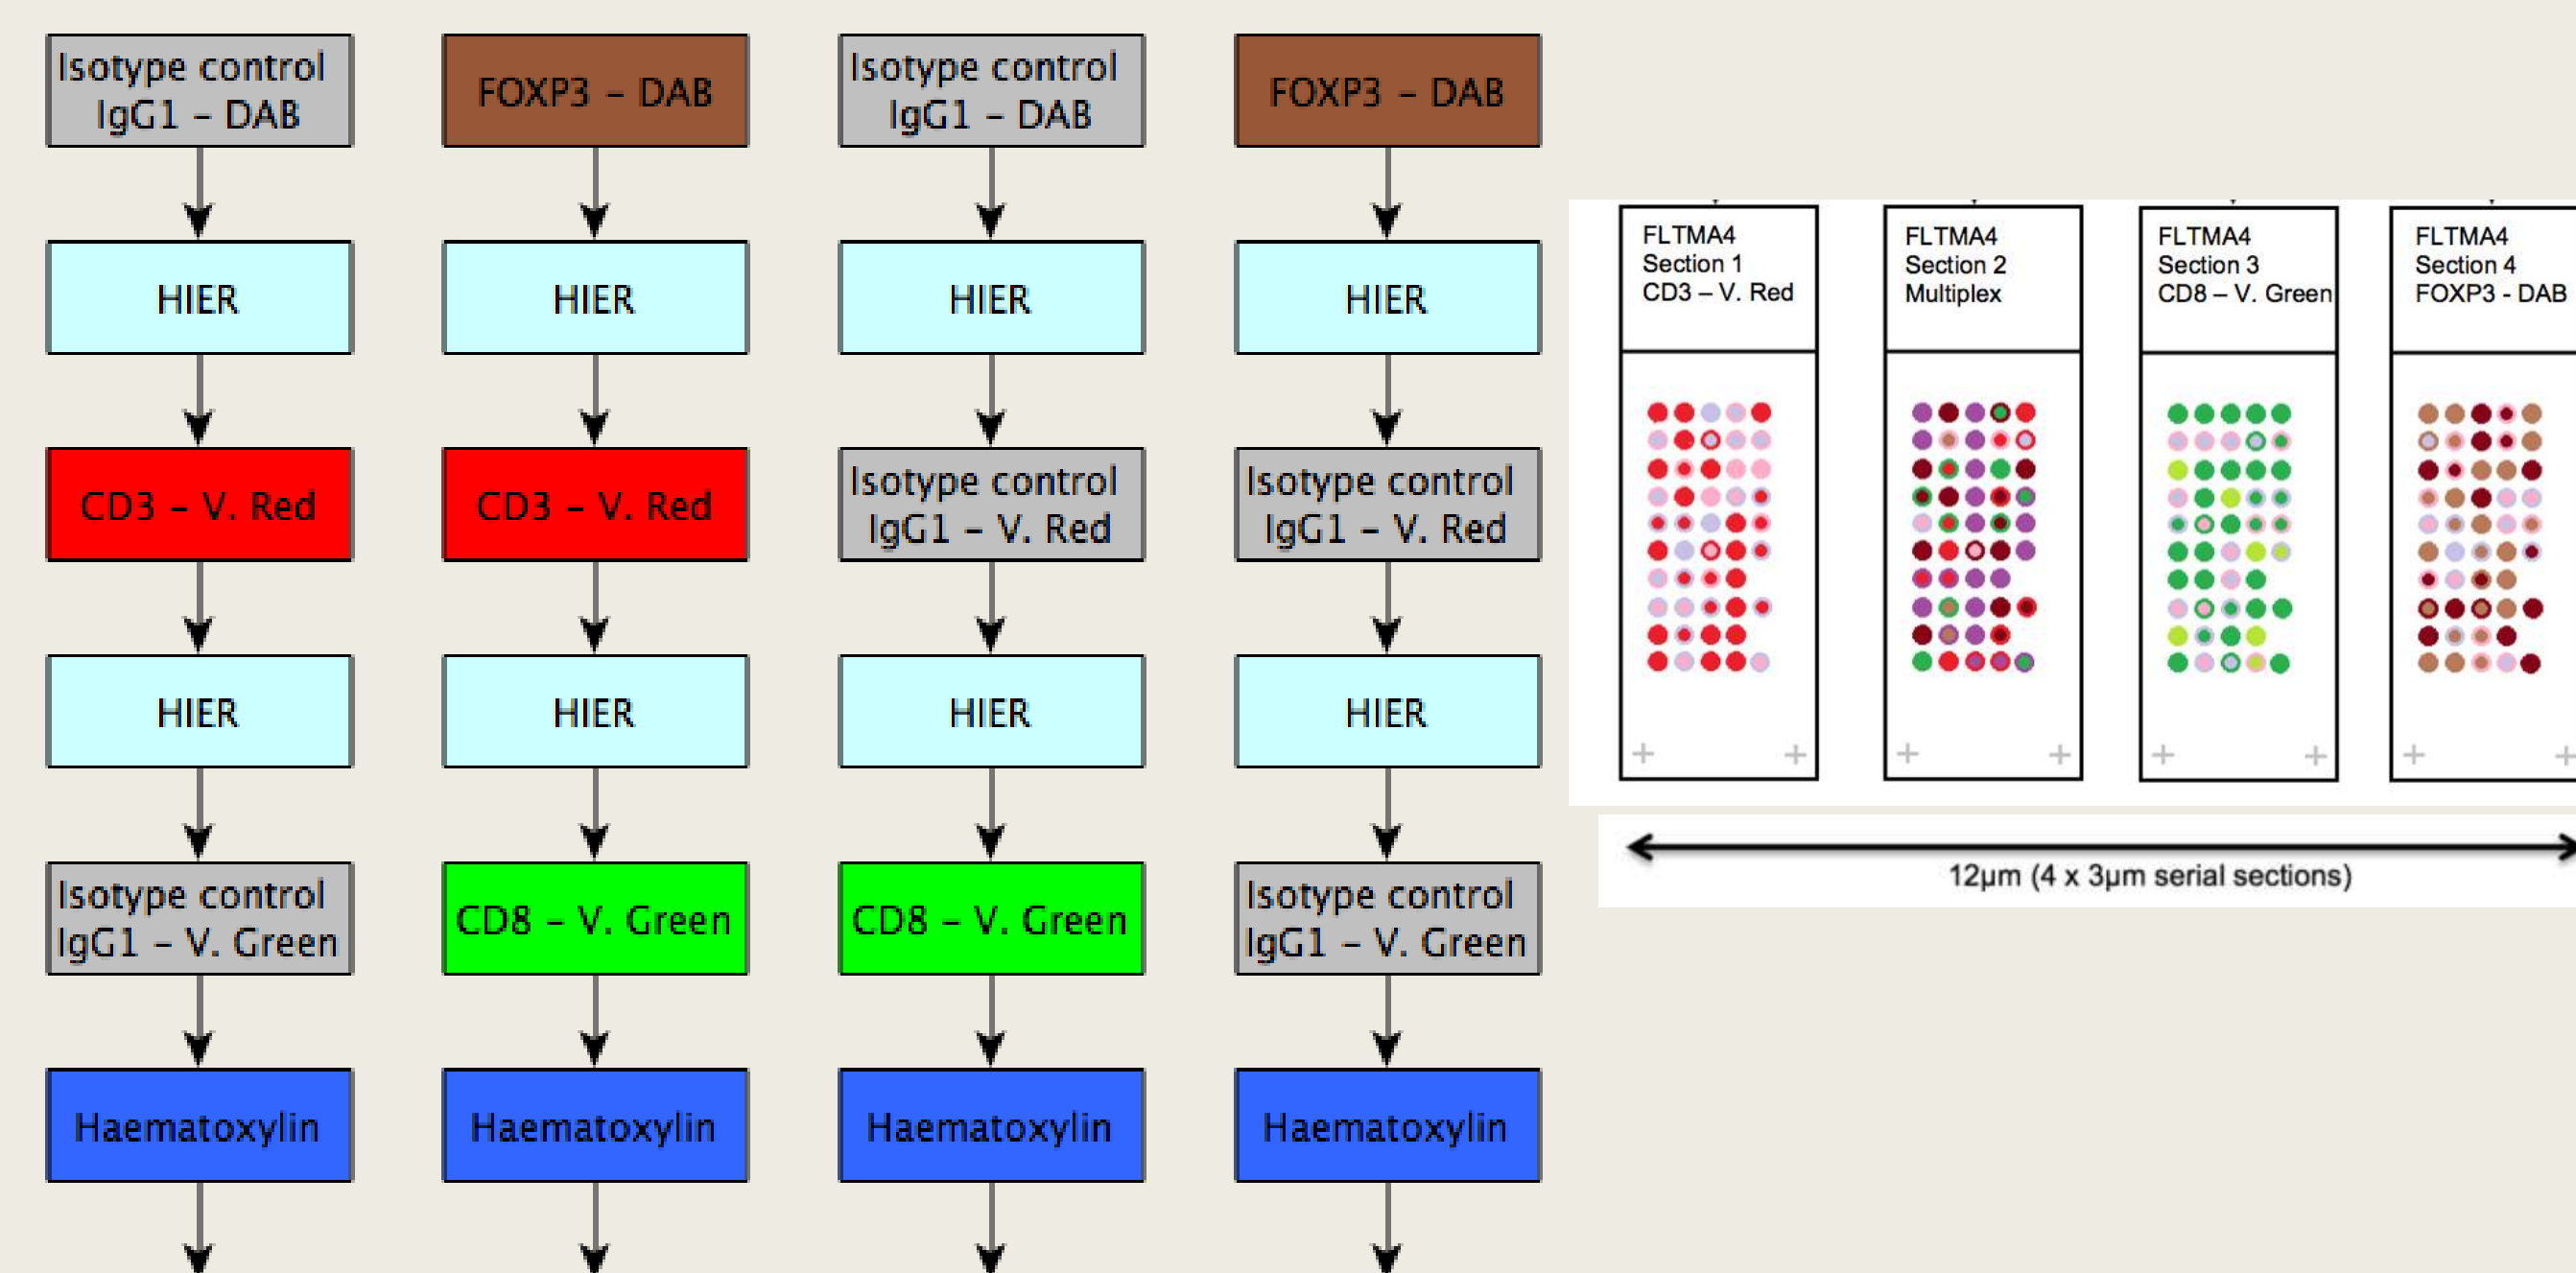 Isotype control
IgG1 – DAB
FOXP3 – DAB
Isotype control
IgG1 – DAB
FOXP3 – DAB
HIER
HIER
HIER
HIER
CD3 – V. Red
CD3 – V. Red
Isotype control
IgG1 – V. Red
Isotype control
IgG1 – V. Red
HIER
HIER
HIER
HIER
Isotype control
IgG1 – V. Green
CD8 – V. Green
CD8 – V. Green
Isotype control
IgG1 – V. Green
Haematoxylin
Haematoxylin
Haematoxylin
Haematoxylin
FLTMA4
Section 1
CD3 – V. Red
FLTMA4
Section 2
Multiplex
FLTMA4
Section 3
CD8 – V. Green
FLTMA4
Section 4
FOXP3 - DAB
12µm (4 x 3µm serial sections)